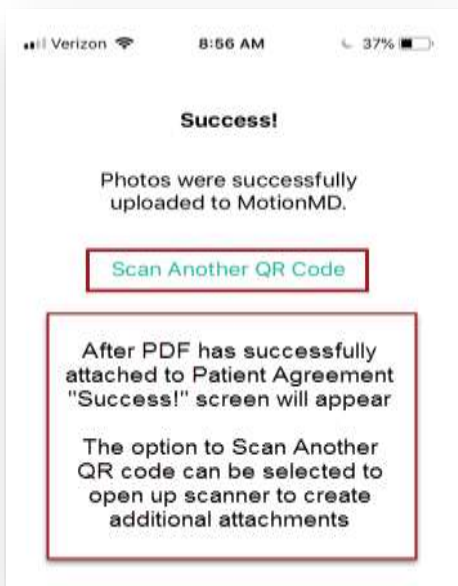 Verizon 8:56 AM 37%
Success!
Photos were successfully
uploaded to MotionMD.
Scan Another QR Code
After PDF has successfully
attached to Patient Agreement
"Success!" screen will appear
The option to Scan Another
QR code can be selected to
open up scanner to create
additional attachments